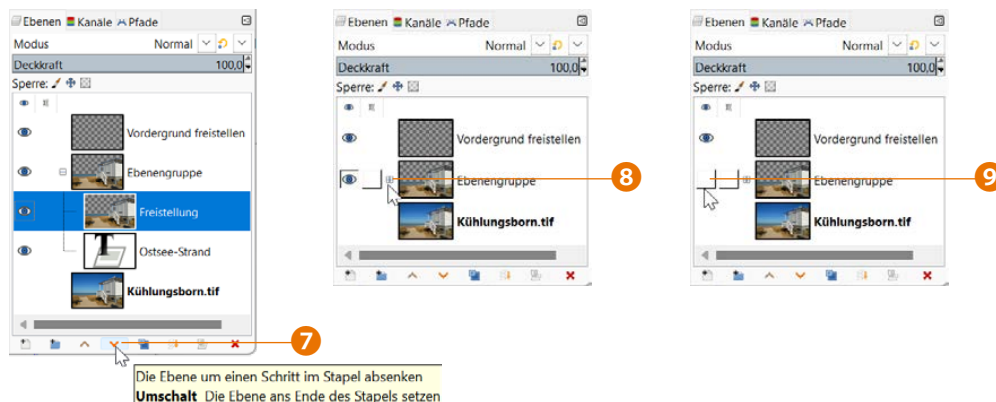 Ebenen Kanäle Pfade
Modus Normal
Deckkraft 100,0
Sperre:
Vordergrund freistellen
Ebenengruppe
Freistellung
T Ostsee-Strand
Kühlungsborn.tif
7
Die Ebene um einen Schritt im Stapel absenken
Umschalt Die Ebene ans Ende des Stapels setzen
Ebenen Kanäle Pfade
Modus Normal
Deckkraft 100,0
Sperre:
Vordergrund freistellen
Ebenengruppe
8
Kühlungsborn.tif
Ebenen Kanäle Pfade
Modus Normal
Deckkraft 100,0
Sperre:
Vordergrund freistellen
Ebenengruppe
9
Kühlungsborn.tif